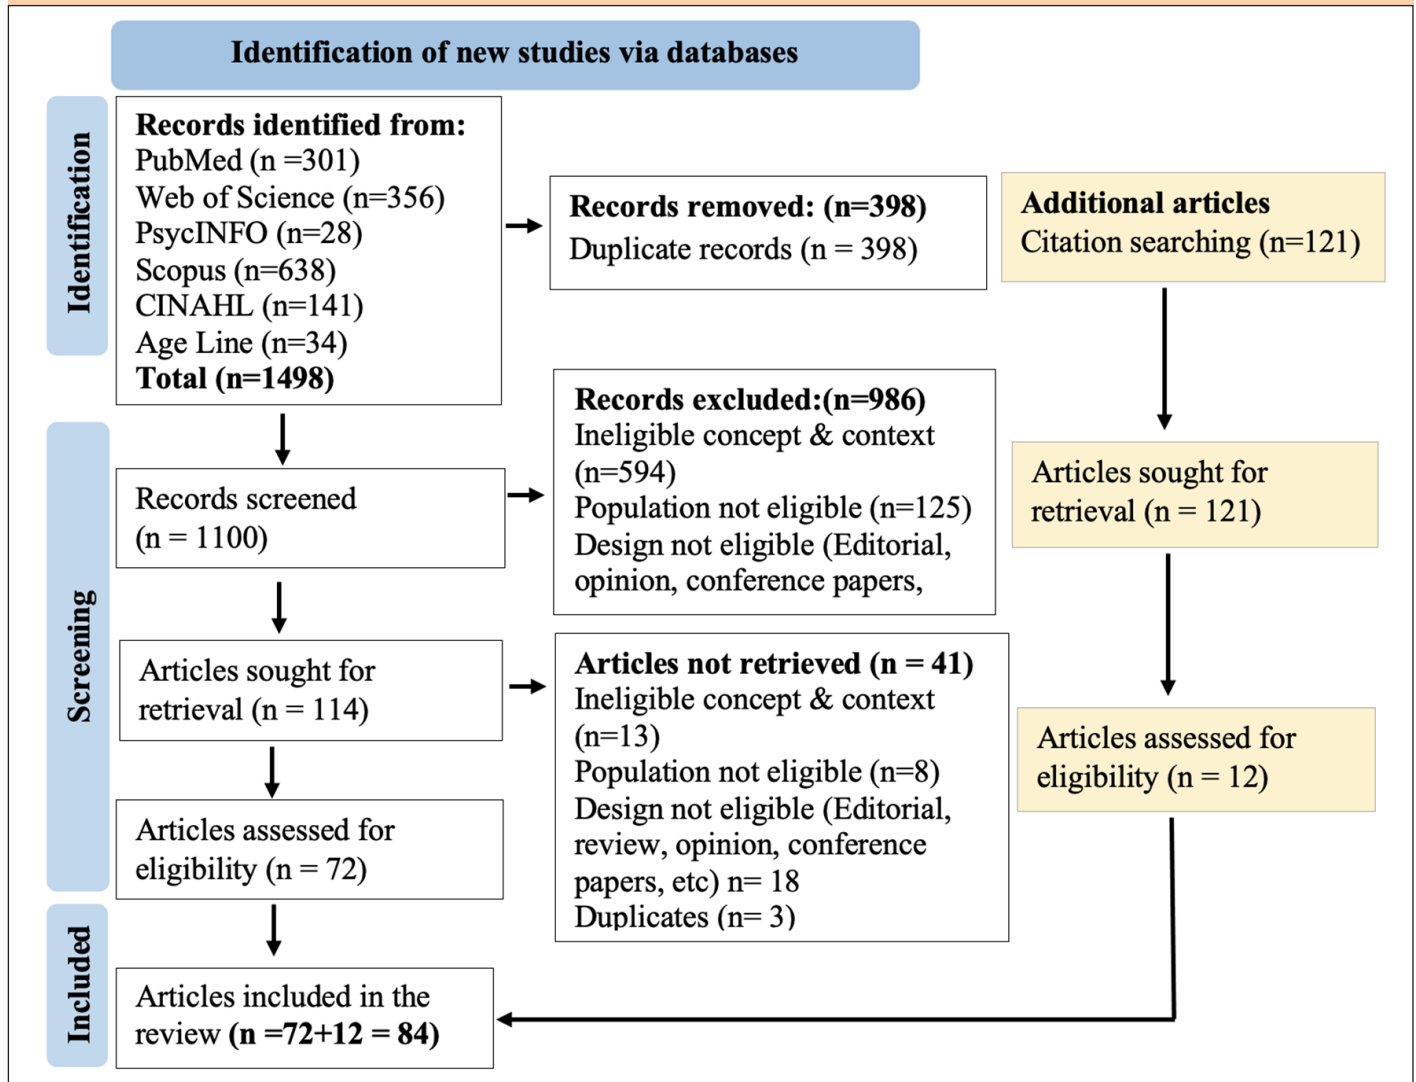 Identification of new studies via databases
Identification
Records identified from:
PubMed (n =301)
Web of Science (n=356)
PsycINFO (n=28)
Scopus (n=638)
CINAHL (n=141)
Age Line (n=34)
Total (n=1498)
Records removed: (n=398)
Duplicate records (n = 398)
Additional articles
Citation searching (n=121)
Screening
Records screened
(n = 1100)
Records excluded:(n=986)
Ineligible concept & context
(n=594)
Population not eligible (n=125)
Design not eligible (Editorial,
opinion, conference papers,
Articles sought for
retrieval (n = 121)
Articles sought for
retrieval (n = 114)
Articles not retrieved (n = 41)
Ineligible concept & context
(n=13)
Population not eligible (n=8)
Design not eligible (Editorial,
review, opinion, conference
papers, etc) n= 18
Duplicates (n= 3)
Articles assessed for
eligibility (n = 12)
Articles assessed for
eligibility (n = 72)
Included
Articles included in the
review (n =72+12 = 84)